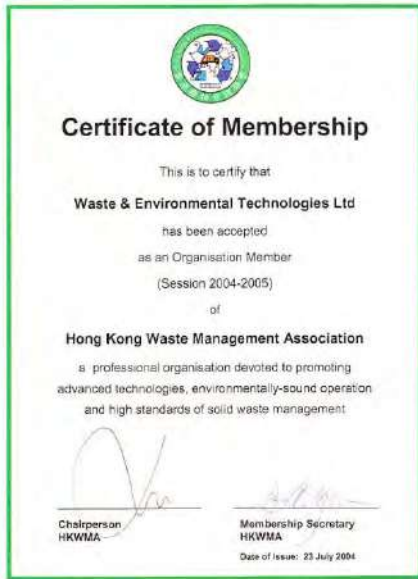 Certificate of Membership
This is to certify that
Waste & Environmental Technologies Ltd
has been accepted
as an Organisation Member
(Session 2004-2005)
of
Hong Kong Waste Management Association
a professional organisation devoted to promoting
advanced technologies, environmentally-sound operation
and high standards of solid waste management
Chairperson
HKWMA
Membership Secretary
HKWMA
Date of Issue: 23 July 2004